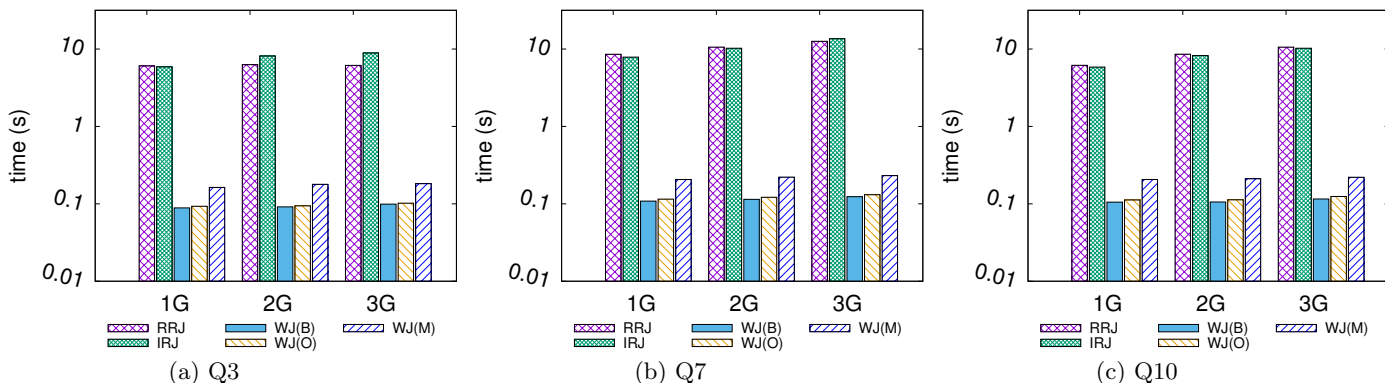 time (s)
10
1
0.1
0.01
1G 2G 3G
RRJ WJ(B) WJ(M)
IRJ WJ(O)
(a) Q3
time (s)
10
1
0.1
0.01
1G 2G 3G
RRJ WJ(B) WJ(M)
IRJ WJ(O)
(b) Q7
time (s)
10
1
0.1
0.01
1G 2G 3G
RRJ WJ(B) WJ(M)
IRJ WJ(O)
(c) Q10